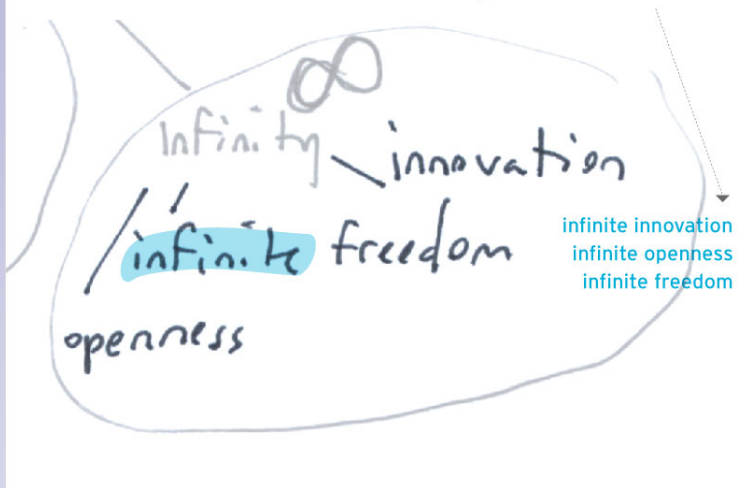 ∞
Infinity
innovation
infinite freedom
openness
infinite innovation
infinite openness
infinite freedom